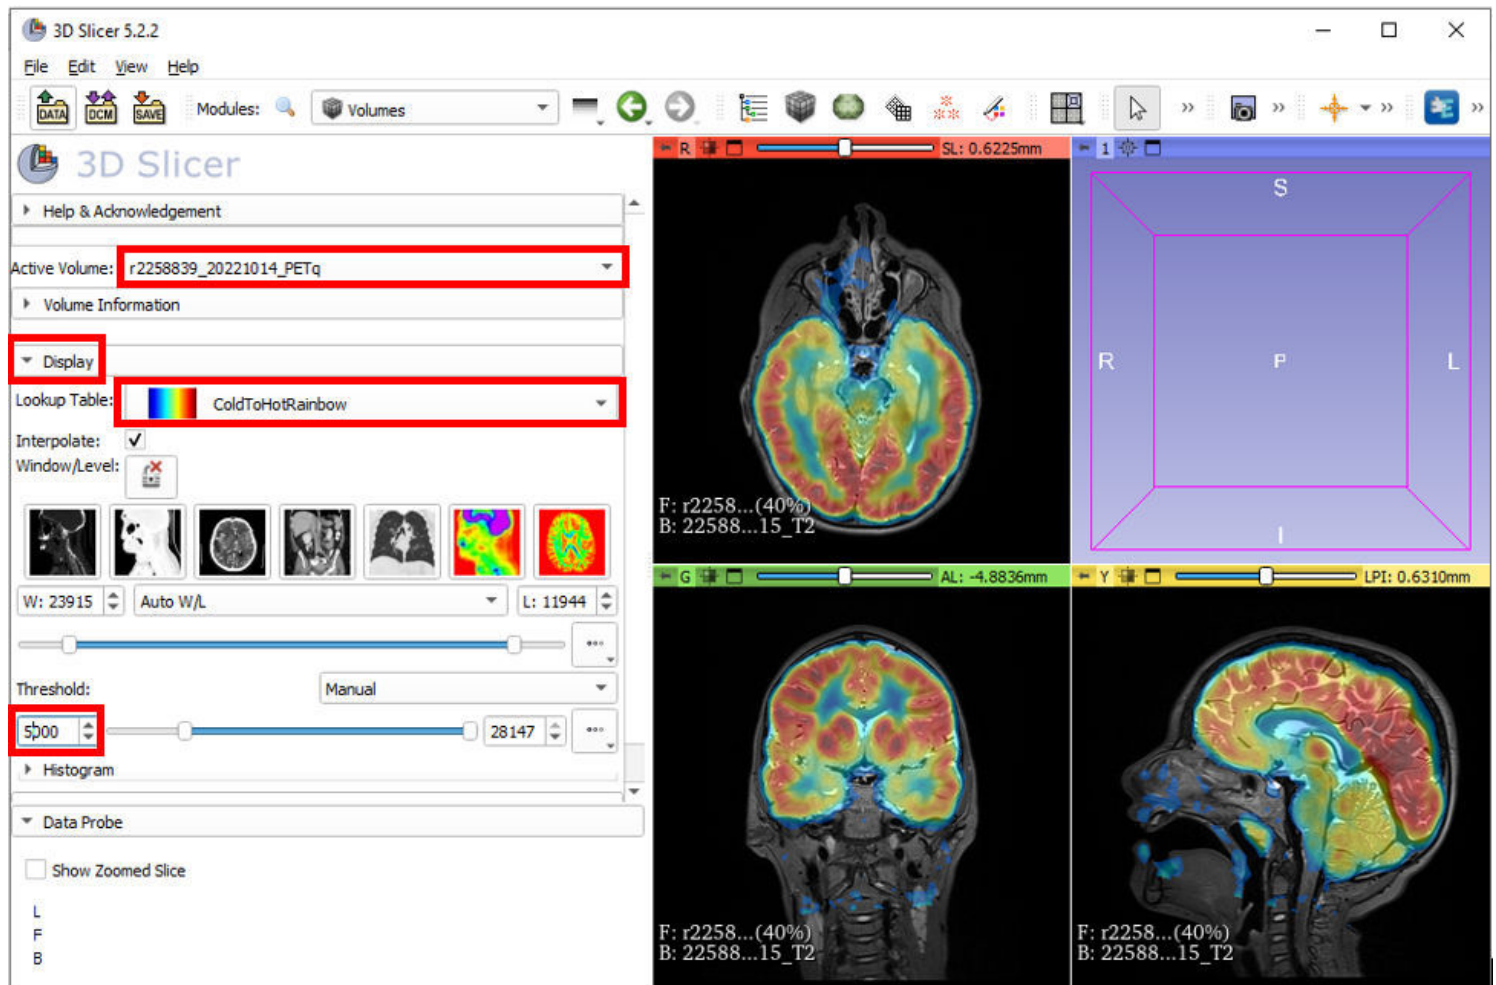 3D Slicer 5.2.2
File Edit View Help
DATA DCM SAVE Modules: Volumes
3D Slicer
Help & Acknowledgement
Active Volume: r2258839_20221014_PETq
Volume Information
Display
Lookup Table: ColdToHotRainbow
Interpolate:
Window/Level:
W: 23915 Auto W/L L: 11944
Threshold: Manual
5000 28147
Histogram
Data Probe
Show Zoomed Slice
L
F
B
R SL: 0.6225mm
F: r2258...(40%)
B: 22588...15_T2
1
S
R P L
I
G AL: -4.8836mm
F: r2258...(40%)
B: 22588...15_T2
Y LPI: 0.6310mm
F: r2258...(40%)
B: 22588...15_T2